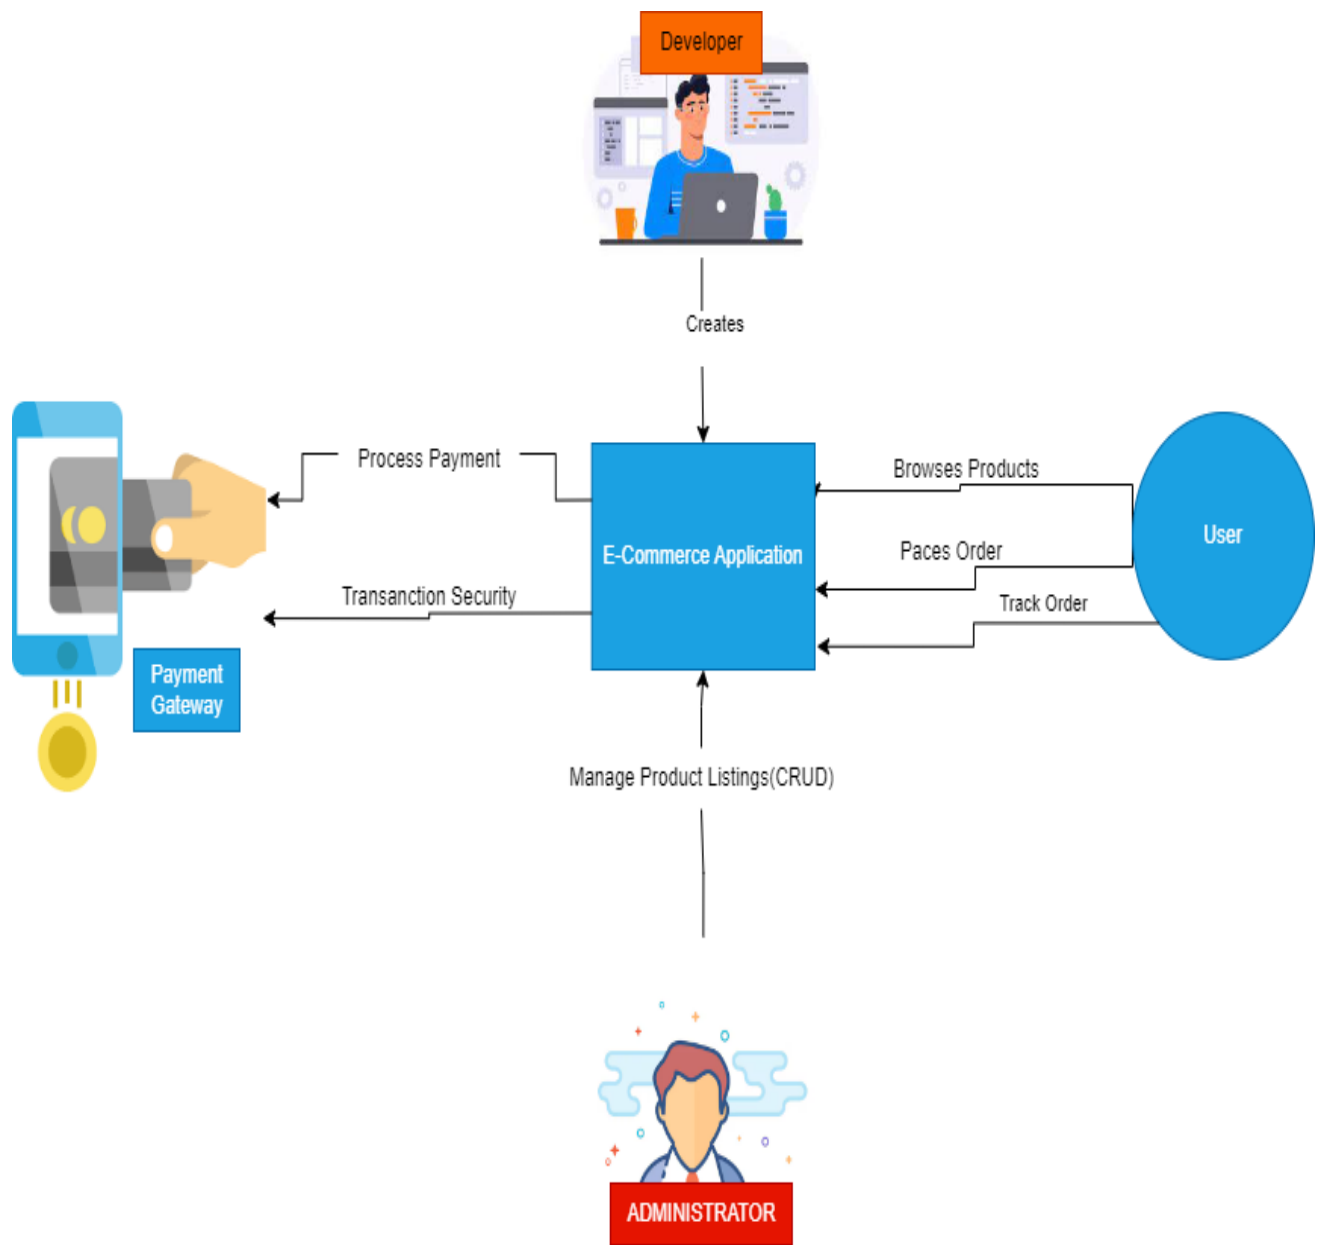 Developer
Creates
Process Payment
Browses Products
E-Commerce Application
User
Paces Order
Transanction Security
Track Order
Payment
Gateway
Manage Product Listings(CRUD)
ADMINISTRATOR